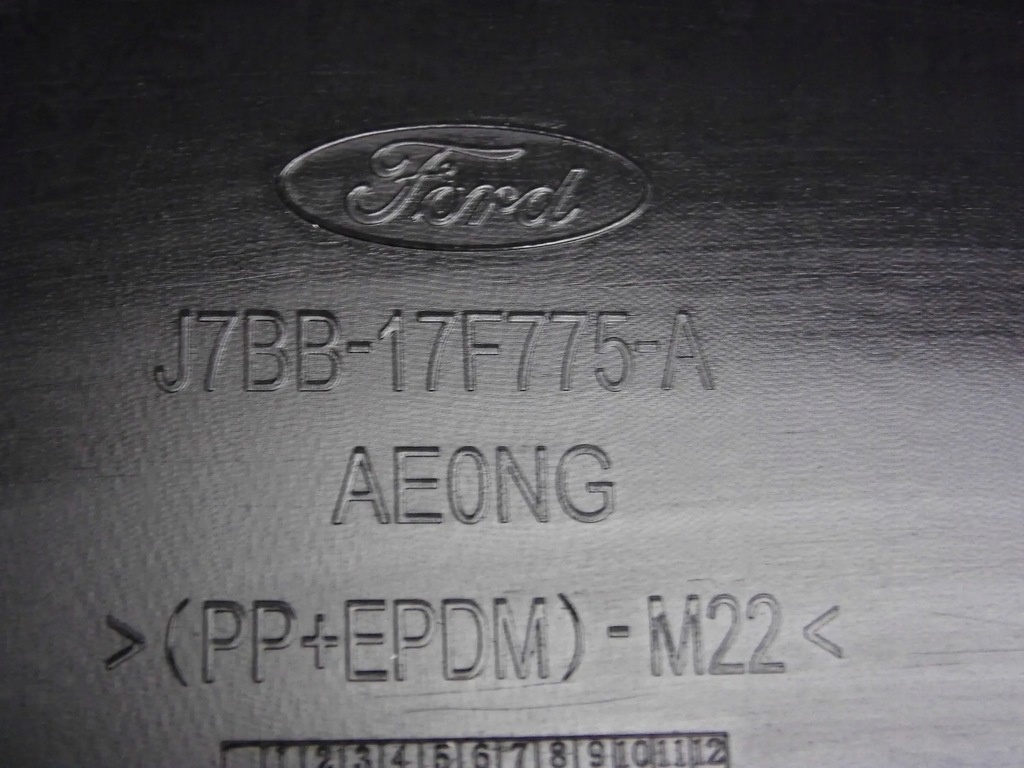 Ford
J7BB-17F775-A
AE0NG
>(PP+EPDM)-M22<
1 2 3 4 5 6 7 8 9 10 11 12